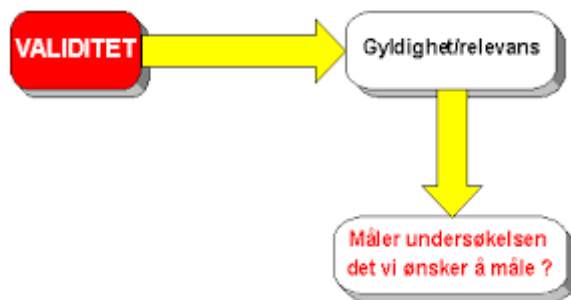 VALIDITET
Gyldighet/relevans
Måler undersøkelsen
det vi ønsker å måle ?